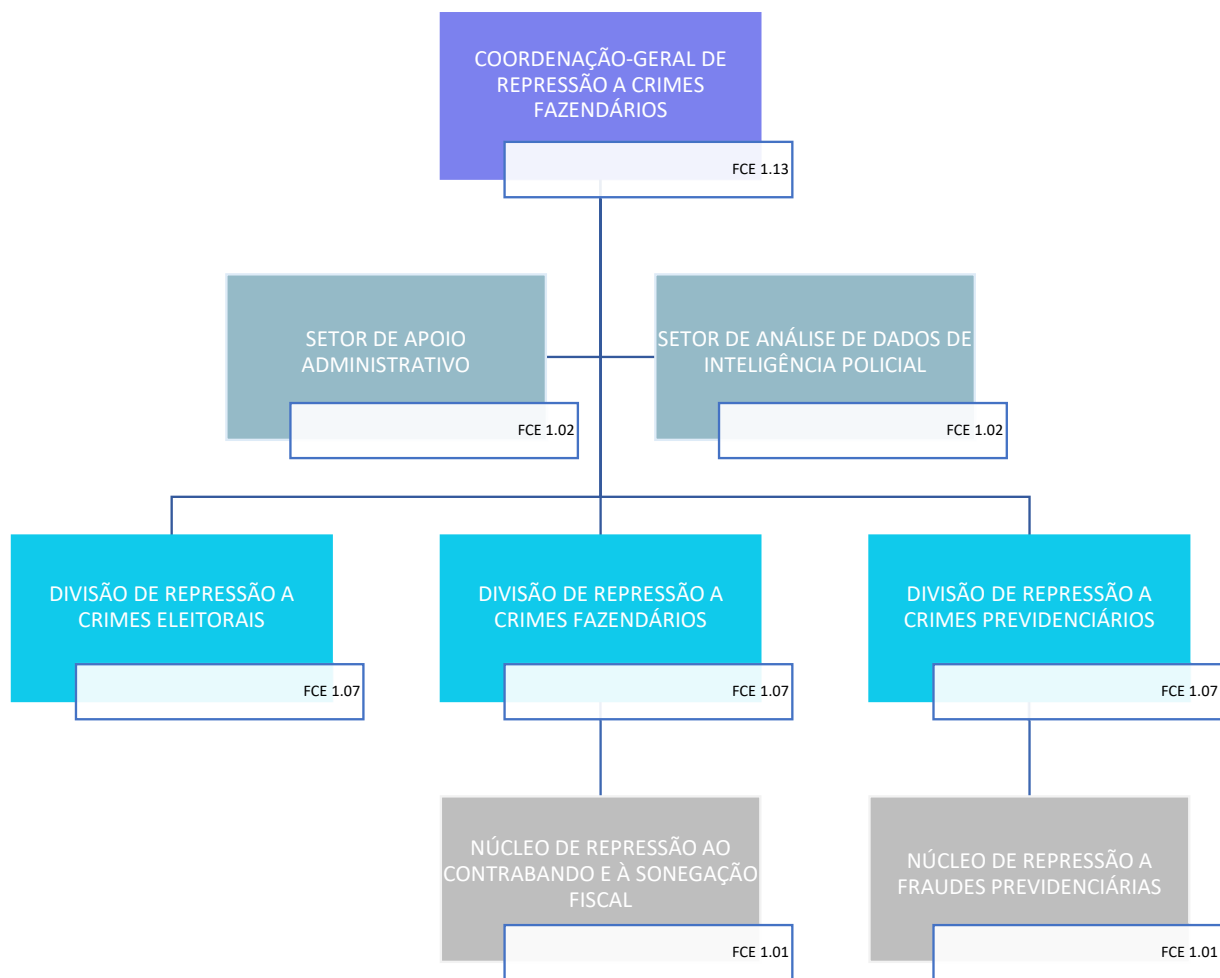 COORDENAÇÃO-GERAL DE
REPRESSÃO A CRIMES
FAZENDÁRIOS
FCE 1.13
SETOR DE APOIO
ADMINISTRATIVO
FCE 1.02
SETOR DE ANÁLISE DE DADOS DE
INTELIGÊNCIA POLICIAL
FCE 1.02
DIVISÃO DE REPRESSÃO A
CRIMES ELEITORAIS
FCE 1.07
DIVISÃO DE REPRESSÃO A
CRIMES FAZENDÁRIOS
FCE 1.07
DIVISÃO DE REPRESSÃO A
CRIMES PREVIDENCIÁRIOS
FCE 1.07
NÚCLEO DE REPRESSÃO AO
CONTRABANDO E À SONEGAÇÃO
FISCAL
FCE 1.01
NÚCLEO DE REPRESSÃO A
FRAUDES PREVIDENCIÁRIAS
FCE 1.01